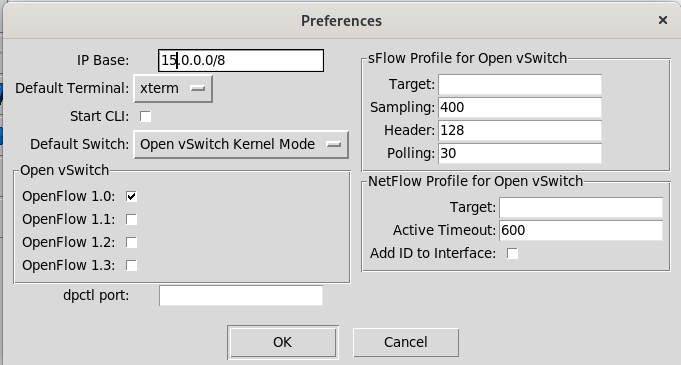 Preferences
IP Base: 15.0.0.0/8
Default Terminal: xterm
Start CLI:
Default Switch: Open vSwitch Kernel Mode
Open vSwitch
OpenFlow 1.0:
OpenFlow 1.1:
OpenFlow 1.2:
OpenFlow 1.3:
dpctl port:
sFlow Profile for Open vSwitch
Target:
Sampling: 400
Header: 128
Polling: 30
NetFlow Profile for Open vSwitch
Target:
Active Timeout: 600
Add ID to Interface:
OK
Cancel